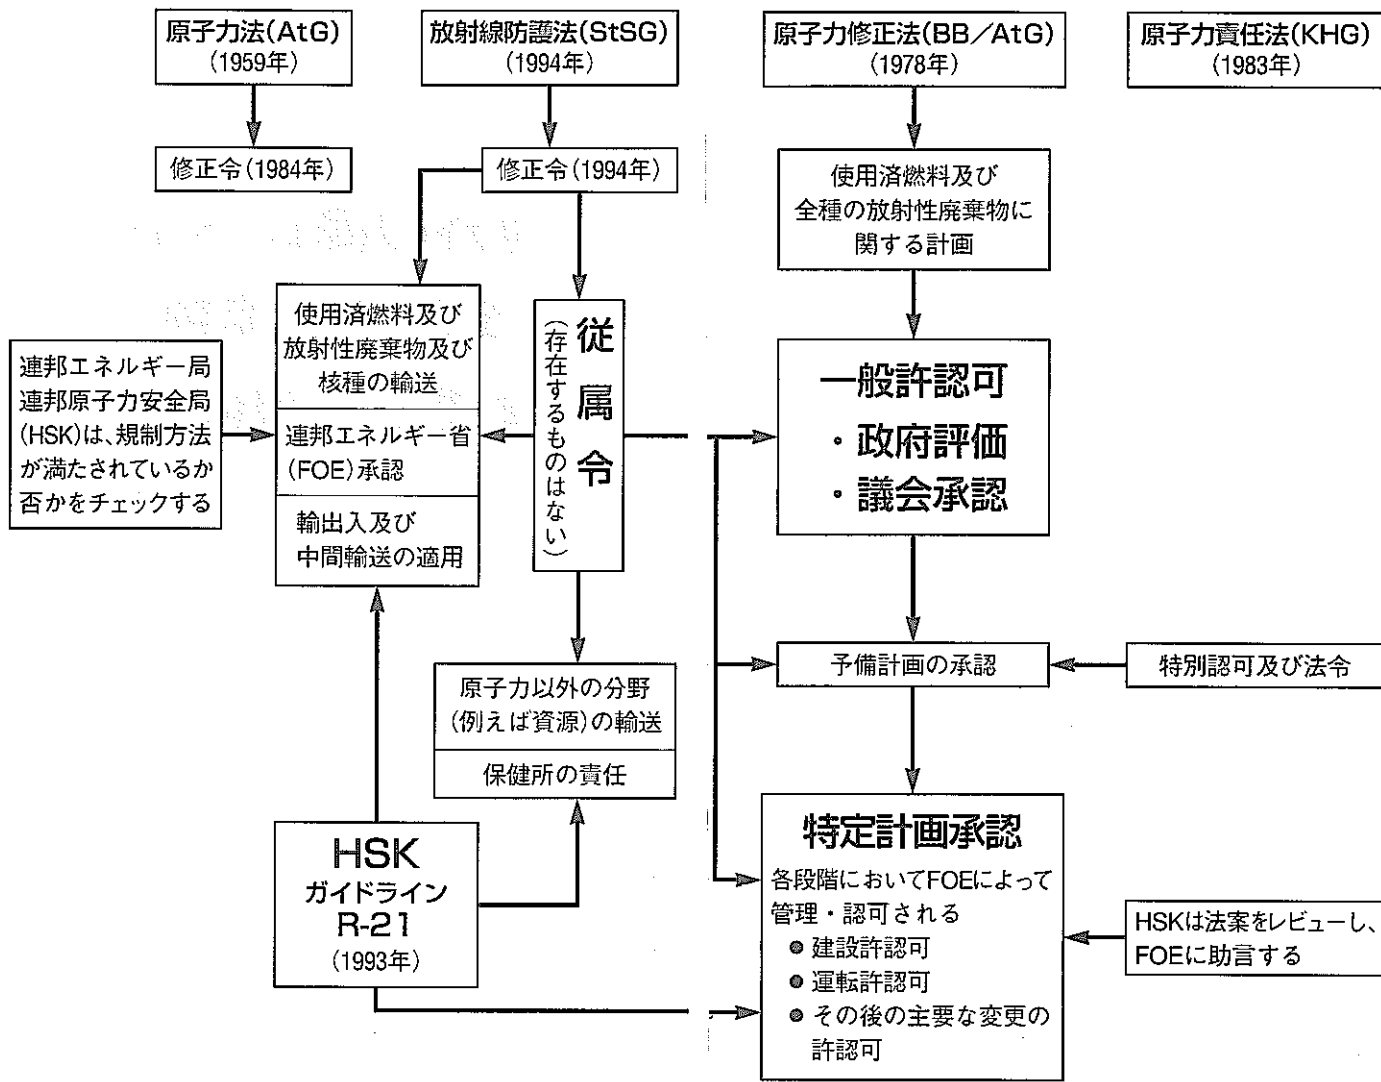 原子力法(AtG)
(1959年)
放射線防護法(StSG)
(1994年)
原子力修正法(BB／AtG)
(1978年)
原子力責任法(KHG)
(1983年)
修正令(1984年)
修正令(1994年)
使用済燃料及び
全種の放射性廃棄物に
関する計画
連邦エネルギー局
連邦原子力安全局
(HSK)は、規制方法
が満たされているか
否かをチェックする
使用済燃料及び
放射性廃棄物及び
核種の輸送
連邦エネルギー省
(FOE)承認
輸出入及び
中間輸送の適用
従属令
(存在するものはない)
一般許認可
・政府評価
・議会承認
予備計画の承認
特別認可及び法令
原子力以外の分野
(例えば資源)の輸送
保健所の責任
HSK
ガイドライン
R-21
(1993年)
特定計画承認
各段階においてFOEによって
管理・認可される
●建設許認可
●運転許認可
●その後の主要な変更の
許認可
HSKは法案をレビューし、
FOEに助言する